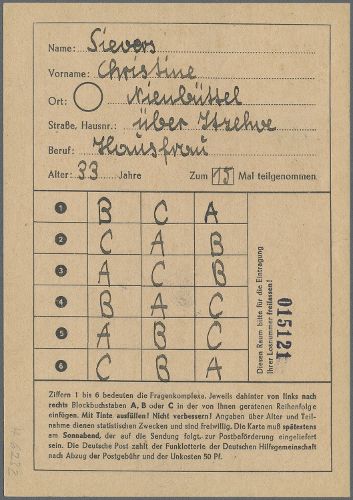 Name: Sievers
Vorname: Christine
Ort: Nienbüttel
Straße, Hausnr.: über Itzehoe
Beruf: Hausfrau
Alter: 33 Jahre Zum 15 Mal teilgenommen
1 B C A
2 C A B
3 A C B
4 B A C
5 A B C
6 C B A
Diesen Raum bitte für die Eintragung
Ihrer Losnummer freilassen!
015121
Ziffern 1 bis 6 bedeuten die Fragenkomplexe. Jeweils dahinter von links nach
rechts Blockbuchstaben A, B oder C in der von Ihnen geratenen Reihenfolge
einfügen. Mit Tinte ausfüllen! Nicht verbessern! Angaben über Alter und Teil-
nahme dienen statistischen Zwecken und sind freiwillig. Die Karte muß spätestens
am Sonnabend, der auf die Sendung folgt, zur Postbeförderung eingeliefert
sein. Die Deutsche Post zahlt der Funklotterie der Deutschen Hilfsgemeinschaft
nach Abzug der Postgebühr und der Unkosten 50 Pf.